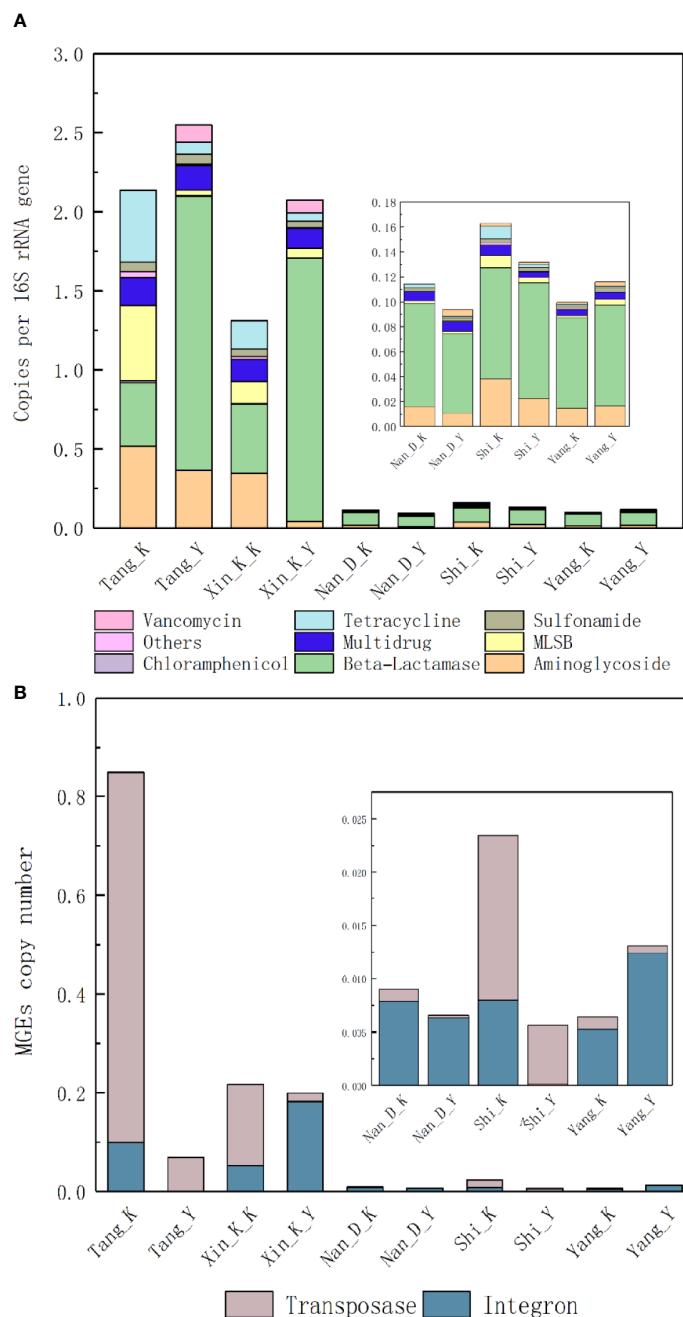 A
3.0
2.5
2.0
1.5
1.0
0.5
0.0
Copies per 16S rRNA gene
0.18
0.16
0.14
0.12
0.10
0.08
0.06
0.04
0.02
0.00
Nan_D_K
Nan_D_Y
Shi_K
Shi_Y
Yang_K
Yang_Y
Tang_K
Tang_Y
Xin_K_K
Xin_K_Y
Nan_D_K
Nan_D_Y
Shi_K
Shi_Y
Yang_K
Yang_Y
Vancomycin Tetracycline Sulfonamide
Others Multidrug MLSB
Chloramphenicol Beta-Lactamase Aminoglycoside
B
1.0
0.8
0.6
0.4
0.2
0.0
MGEs copy number
0.025
0.020
0.015
0.010
0.005
0.000
Nan_D_K
Nan_D_Y
Shi_K
Shi_Y
Yang_K
Yang_Y
Tang_K
Tang_Y
Xin_K_K
Xin_K_Y
Nan_D_K
Nan_D_Y
Shi_K
Shi_Y
Yang_K
Yang_Y
Transposase Integron